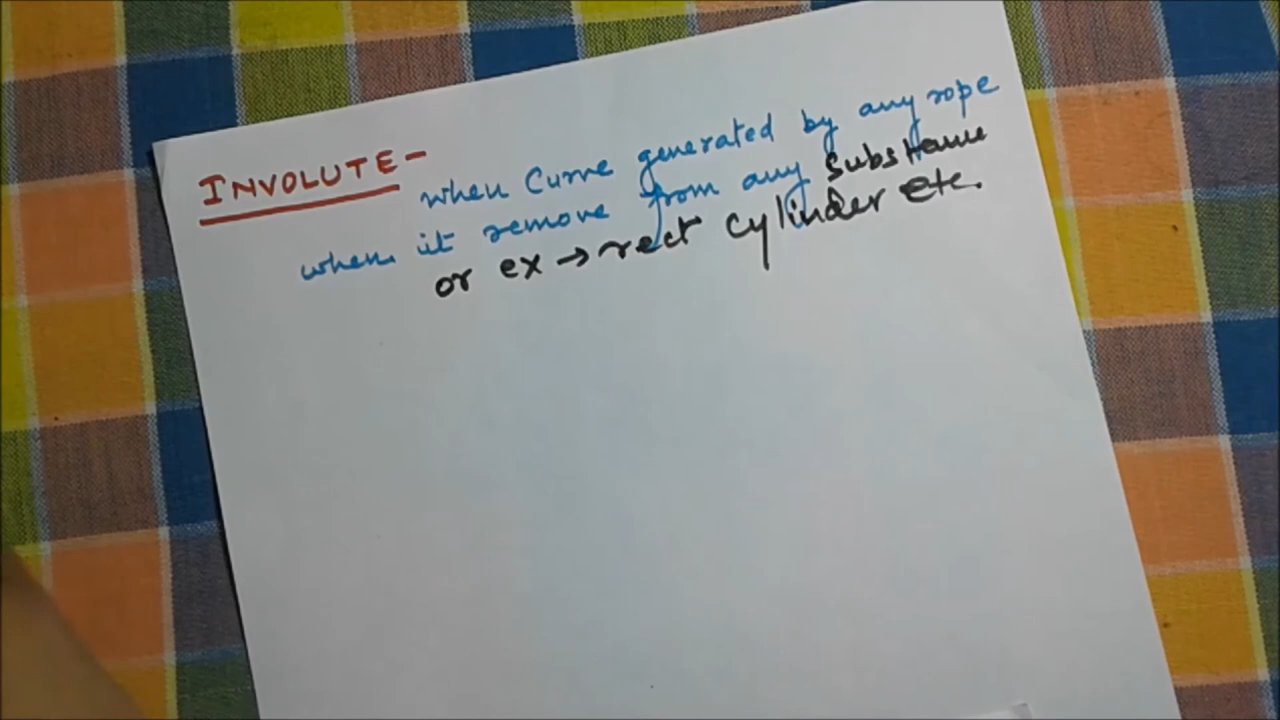 INVOLUTE-
when Curve generated by any rope
when it remove from any substance
or ex → rect cylinder etc.